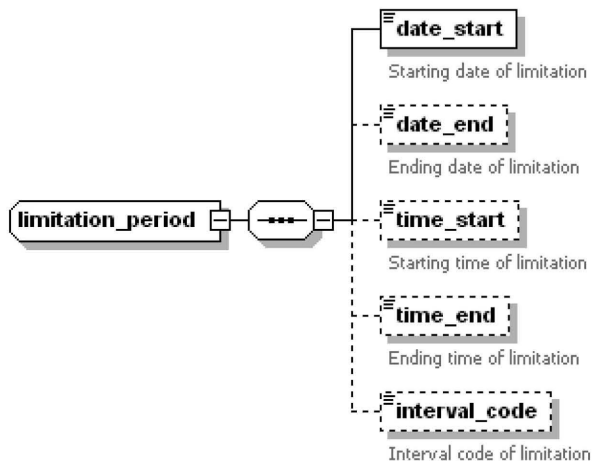 date_start
Starting date of limitation
date_end
Ending date of limitation
limitation_period
time_start
Starting time of limitation
time_end
Ending time of limitation
interval_code
Interval code of limitation